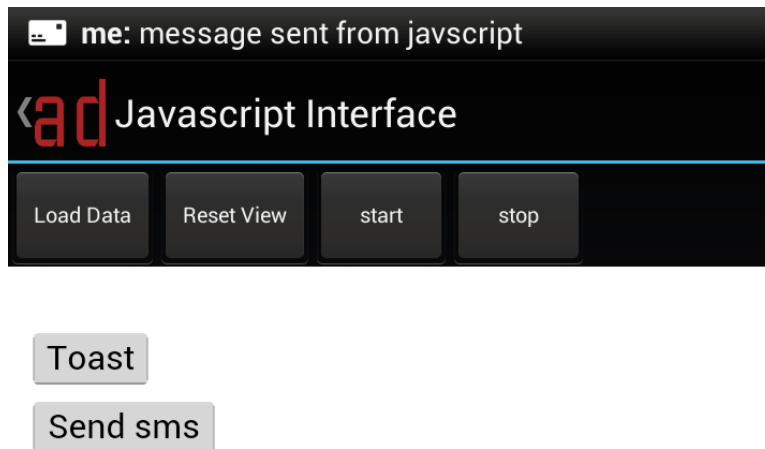 me: message sent from javscript
ad Javascript Interface
Load Data Reset View start stop
Toast
Send sms